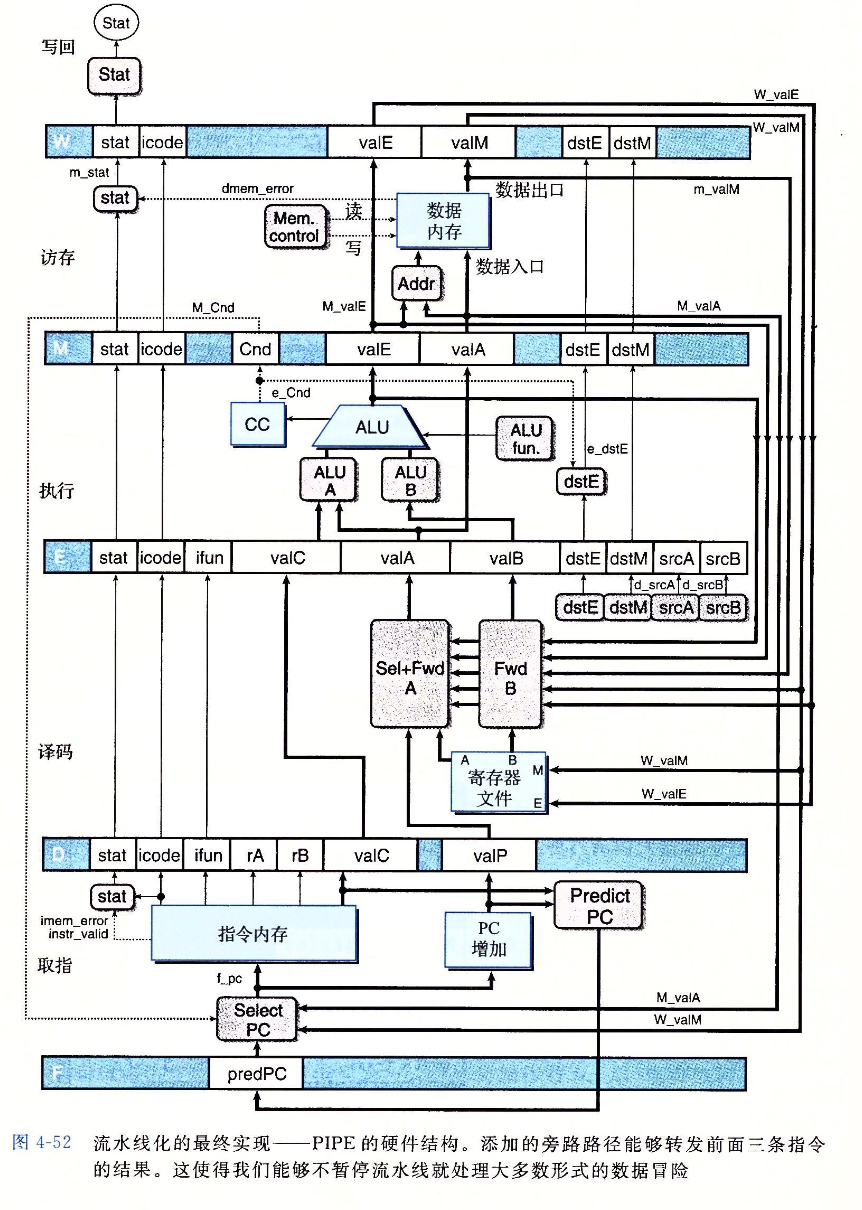 Stat
写回
Stat
W_valE
W stat icode valE valM dstE dstM
W_valM
m_stat
stat
dmem_error
数据出口
m_valM
Mem.
control
读
写
数据
内存
访存
数据入口
Addr
M_Cnd
M_valE
M_valA
M stat icode Cnd valE valA dstE dstM
e_Cnd
CC
ALU
ALU
fun.
e_dstE
ALU
A
ALU
B
dstE
执行
E stat icode ifun valC valA valB dstE dstM srcA srcB
d_srcA d_srcB
dstE dstM srcA srcB
Sel+Fwd
A
Fwd
B
译码
A B
寄存器
文件
M
E
W_valM
W_valE
D stat icode ifun rA rB valC valP
stat
Predict
PC
imem_error
instr_valid
指令内存
PC
增加
取指
f_pc
Select
PC
M_valA
W_valM
F predPC
图 4-52 流水线化的最终实现——PIPE 的硬件结构。添加的旁路路径能够转发前面三条指令
的结果。这使得我们能够不暂停流水线就处理大多数形式的数据冒险